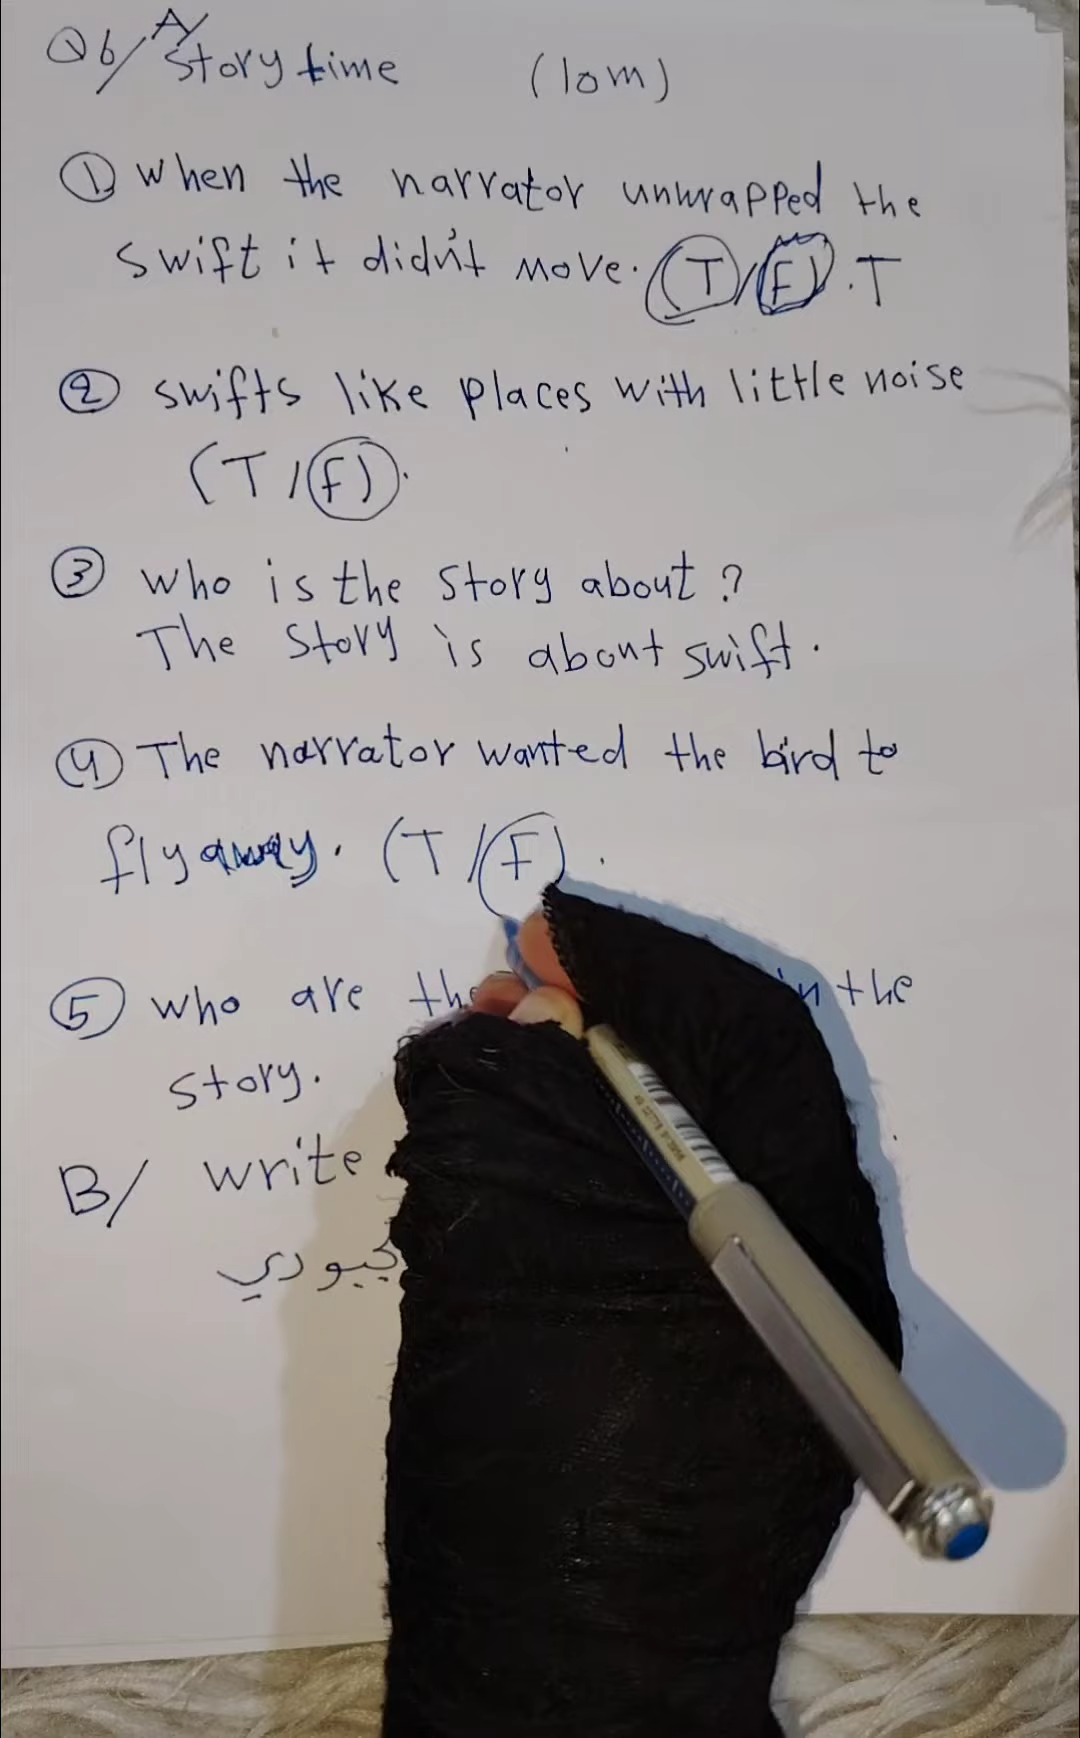 Q6/A/ Story time (10m)
① when the narrator unwrapped the
swift it didn't move. (T/F). T
② swifts like places with little noise
(T/F).
③ who is the story about?
The story is about swift.
④ The narrator wanted the bird to
fly away. (T/F).
⑤ who are the in the
story.
B/ write